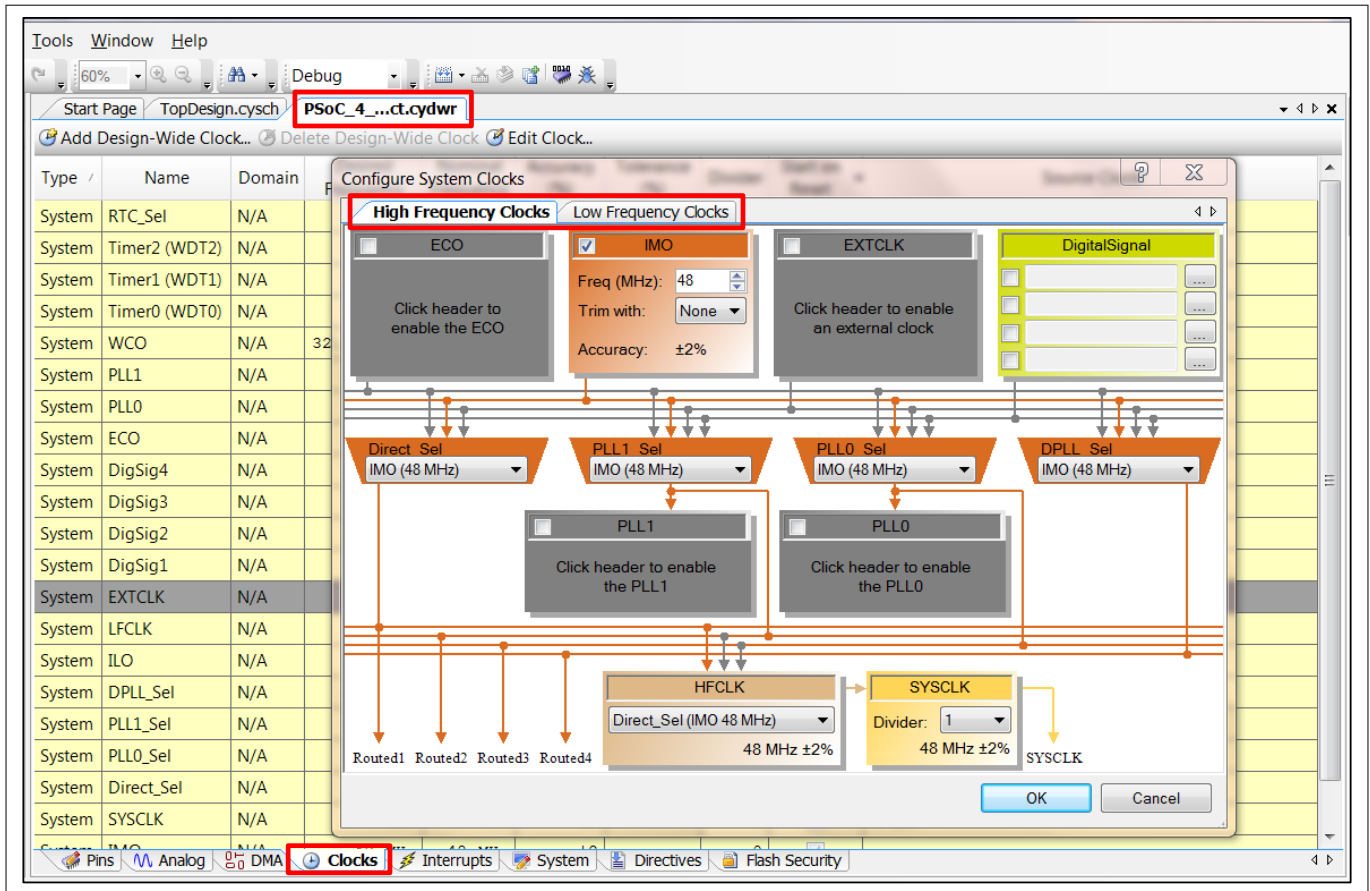 Tools Window Help
60% Debug
Start Page TopDesign.cysch PSoC_4_...ct.cydwr
Add Design-Wide Clock... Delete Design-Wide Clock Edit Clock...
Type Name Domain
Configure System Clocks
High Frequency Clocks Low Frequency Clocks
System RTC_Sel N/A
System Timer2 (WDT2) N/A
System Timer1 (WDT1) N/A
System Timer0 (WDT0) N/A
System WCO N/A 32
System PLL1 N/A
System PLL0 N/A
System ECO N/A
System DigSig4 N/A
System DigSig3 N/A
System DigSig2 N/A
System DigSig1 N/A
System EXTCLK N/A
System LFCLK N/A
System ILO N/A
System DPLL_Sel N/A
System PLL1_Sel N/A
System PLL0_Sel N/A
System Direct_Sel N/A
System SYSCLK N/A
ECO
Click header to
enable the ECO
IMO
Freq (MHz): 48
Trim with: None
Accuracy: ±2%
EXTCLK
Click header to enable
an external clock
DigitalSignal
...
...
...
...
Direct_Sel
IMO (48 MHz)
PLL1_Sel
IMO (48 MHz)
PLL0_Sel
IMO (48 MHz)
DPLL_Sel
IMO (48 MHz)
PLL1
Click header to enable
the PLL1
PLL0
Click header to enable
the PLL0
HFCLK
Direct_Sel (IMO 48 MHz)
48 MHz ±2%
SYSCLK
Divider: 1
48 MHz ±2%
Routed1 Routed2 Routed3 Routed4
SYSCLK
OK Cancel
Pins Analog DMA Clocks Interrupts System Directives Flash Security